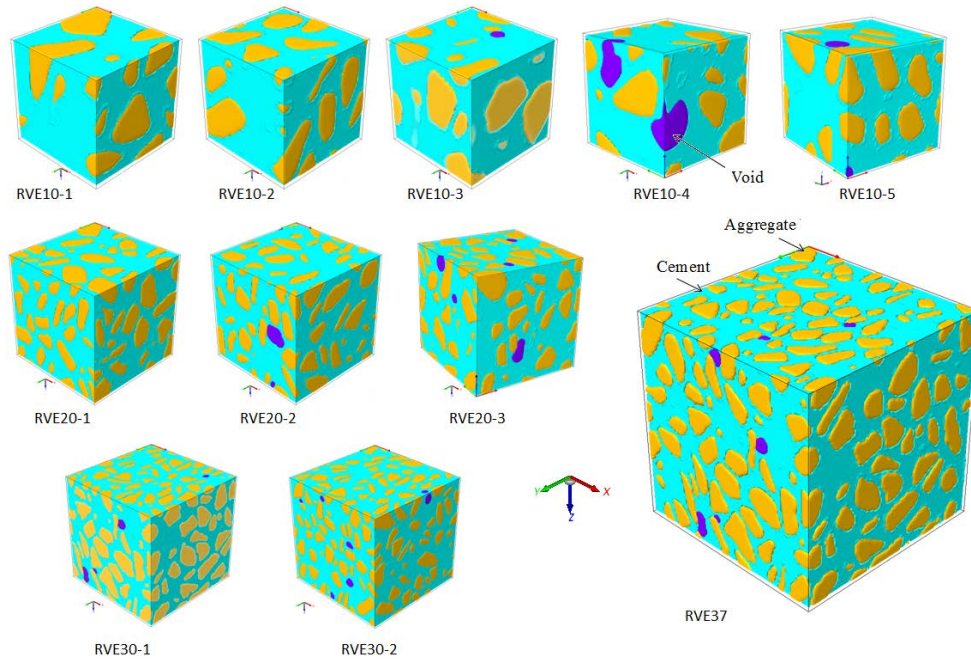 RVE10-1
RVE10-2
RVE10-3
RVE10-4
RVE10-5
Void
Aggregate
Cement
RVE20-1
RVE20-2
RVE20-3
Y
X
Z
RVE37
RVE30-1
RVE30-2